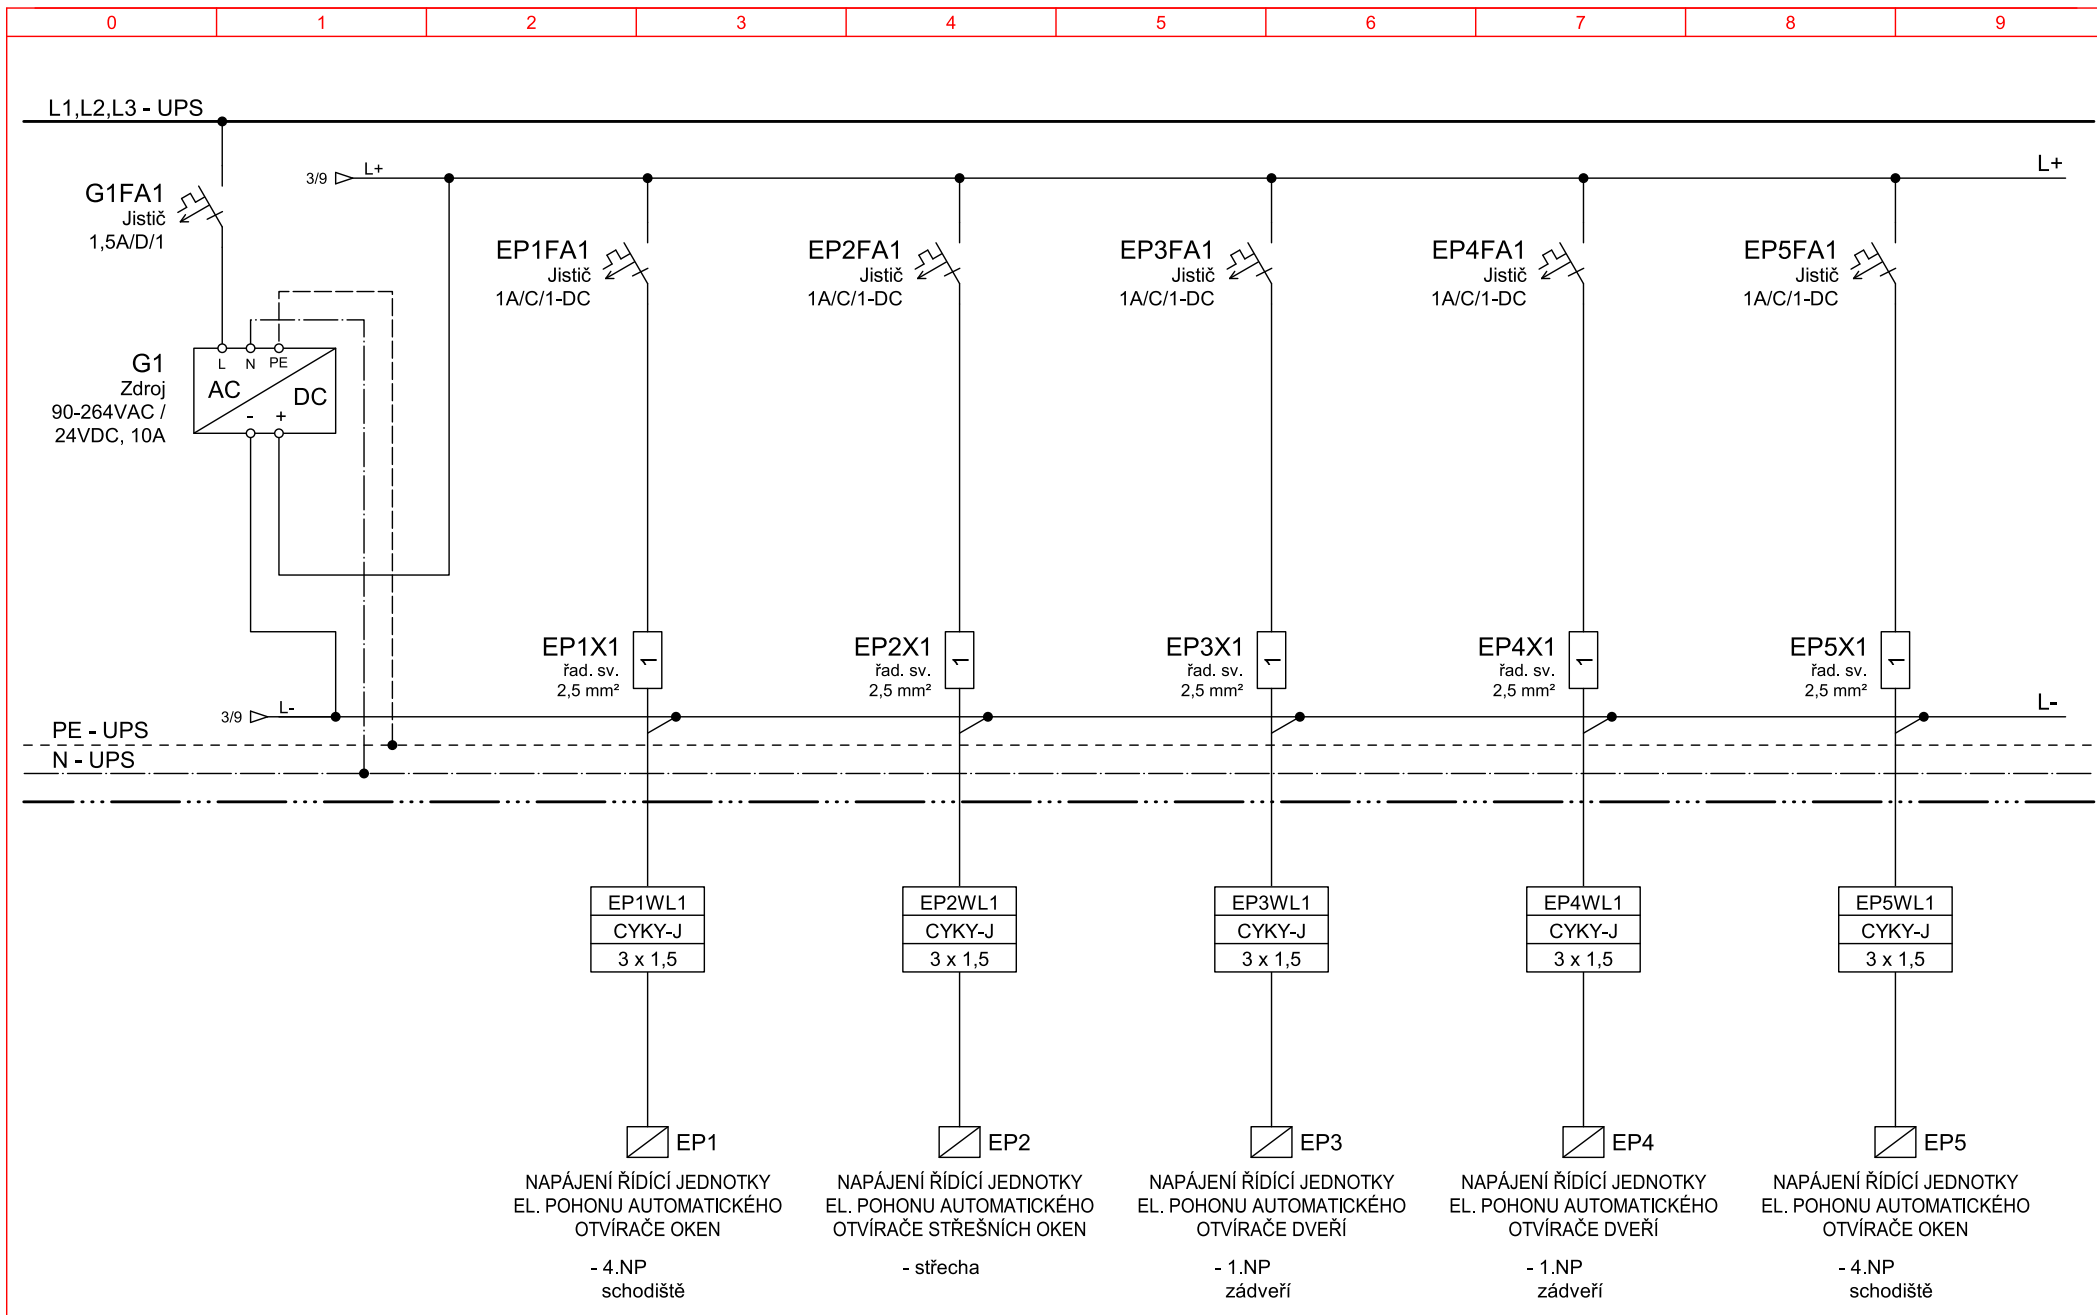 0 1 2 3 4 5 6 7 8 9
L1,L2,L3 - UPS
3/9 L+ L+
G1FA1
Jistič
1,5A/D/1
EP1FA1
Jistič
1A/C/1-DC
EP2FA1
Jistič
1A/C/1-DC
EP3FA1
Jistič
1A/C/1-DC
EP4FA1
Jistič
1A/C/1-DC
EP5FA1
Jistič
1A/C/1-DC
G1
Zdroj
90-264VAC /
24VDC, 10A
L N PE
AC DC
- +
EP1X1
řad. sv.
2,5 mm²
1
EP2X1
řad. sv.
2,5 mm²
1
EP3X1
řad. sv.
2,5 mm²
1
EP4X1
řad. sv.
2,5 mm²
1
EP5X1
řad. sv.
2,5 mm²
1
3/9 L- L-
PE - UPS
N - UPS
EP1WL1
CYKY-J
3 x 1,5
EP2WL1
CYKY-J
3 x 1,5
EP3WL1
CYKY-J
3 x 1,5
EP4WL1
CYKY-J
3 x 1,5
EP5WL1
CYKY-J
3 x 1,5
EP1
NAPÁJENÍ ŘÍDÍCÍ JEDNOTKY
EL. POHONU AUTOMATICKÉHO
OTVÍRAČE OKEN
- 4.NP
schodiště
EP2
NAPÁJENÍ ŘÍDÍCÍ JEDNOTKY
EL. POHONU AUTOMATICKÉHO
OTVÍRAČE STŘEŠNÍCH OKEN
- střecha
EP3
NAPÁJENÍ ŘÍDÍCÍ JEDNOTKY
EL. POHONU AUTOMATICKÉHO
OTVÍRAČE DVEŘÍ
- 1.NP
zádveří
EP4
NAPÁJENÍ ŘÍDÍCÍ JEDNOTKY
EL. POHONU AUTOMATICKÉHO
OTVÍRAČE DVEŘÍ
- 1.NP
zádveří
EP5
NAPÁJENÍ ŘÍDÍCÍ JEDNOTKY
EL. POHONU AUTOMATICKÉHO
OTVÍRAČE OKEN
- 4.NP
schodiště